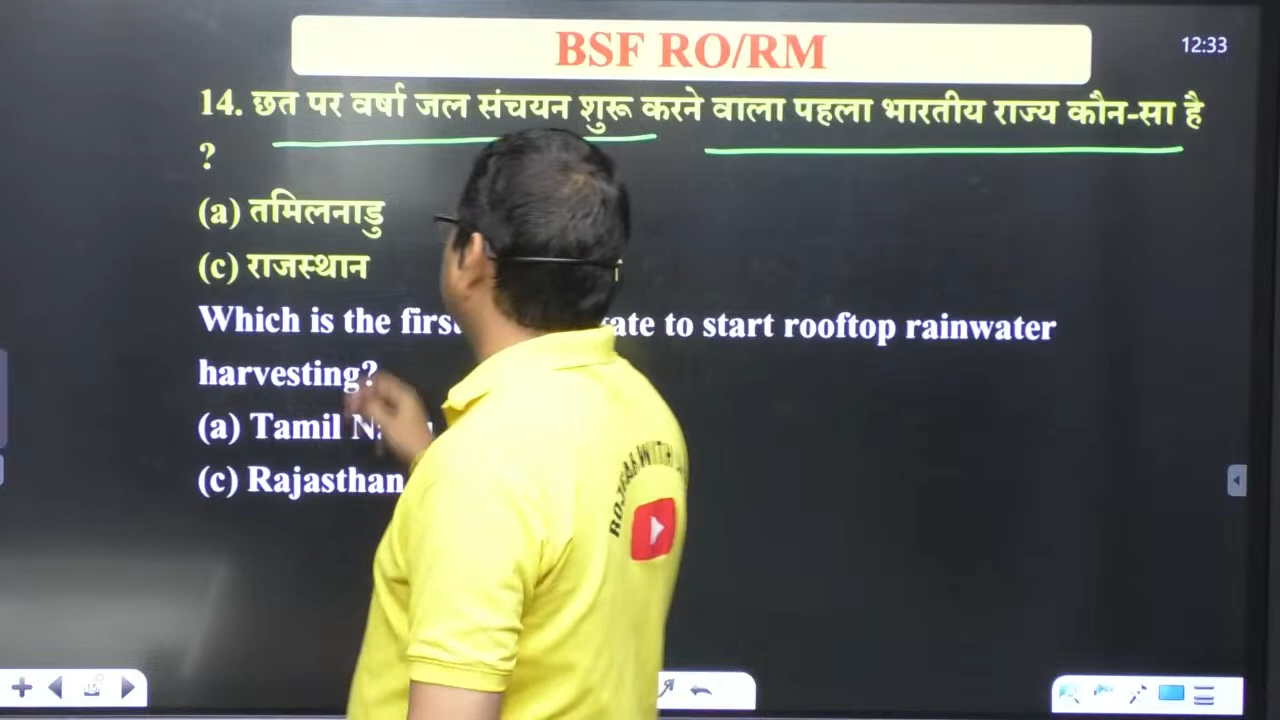 BSF RO/RM
12:33
14. छत पर वर्षा जल संचयन शुरू करने वाला पहला भारतीय राज्य कौन-सा है
?
(a) तमिलनाडु
(c) राजस्थान
Which is the first to start rooftop rainwater
harvesting?
(a) Tamil
(c) Rajasthan
WITH